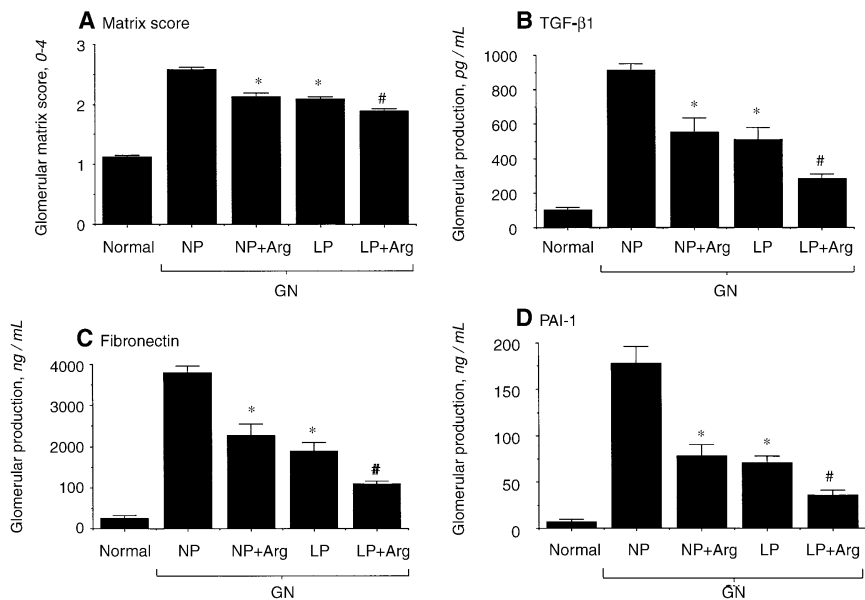 A Matrix score
Glomerular matrix score, 0-4
3
2
1
0
*
*
#
Normal NP NP+Arg LP LP+Arg
GN
B TGF-β1
Glomerular production, pg / mL
1000
800
600
400
200
0
*
*
#
Normal NP NP+Arg LP LP+Arg
GN
C Fibronectin
Glomerular production, ng / mL
4000
3000
2000
100
0
*
*
#
Normal NP NP+Arg LP LP+Arg
GN
D PAI-1
Glomerular production, ng / mL
200
150
100
50
0
*
*
#
Normal NP NP+Arg LP LP+Arg
GN